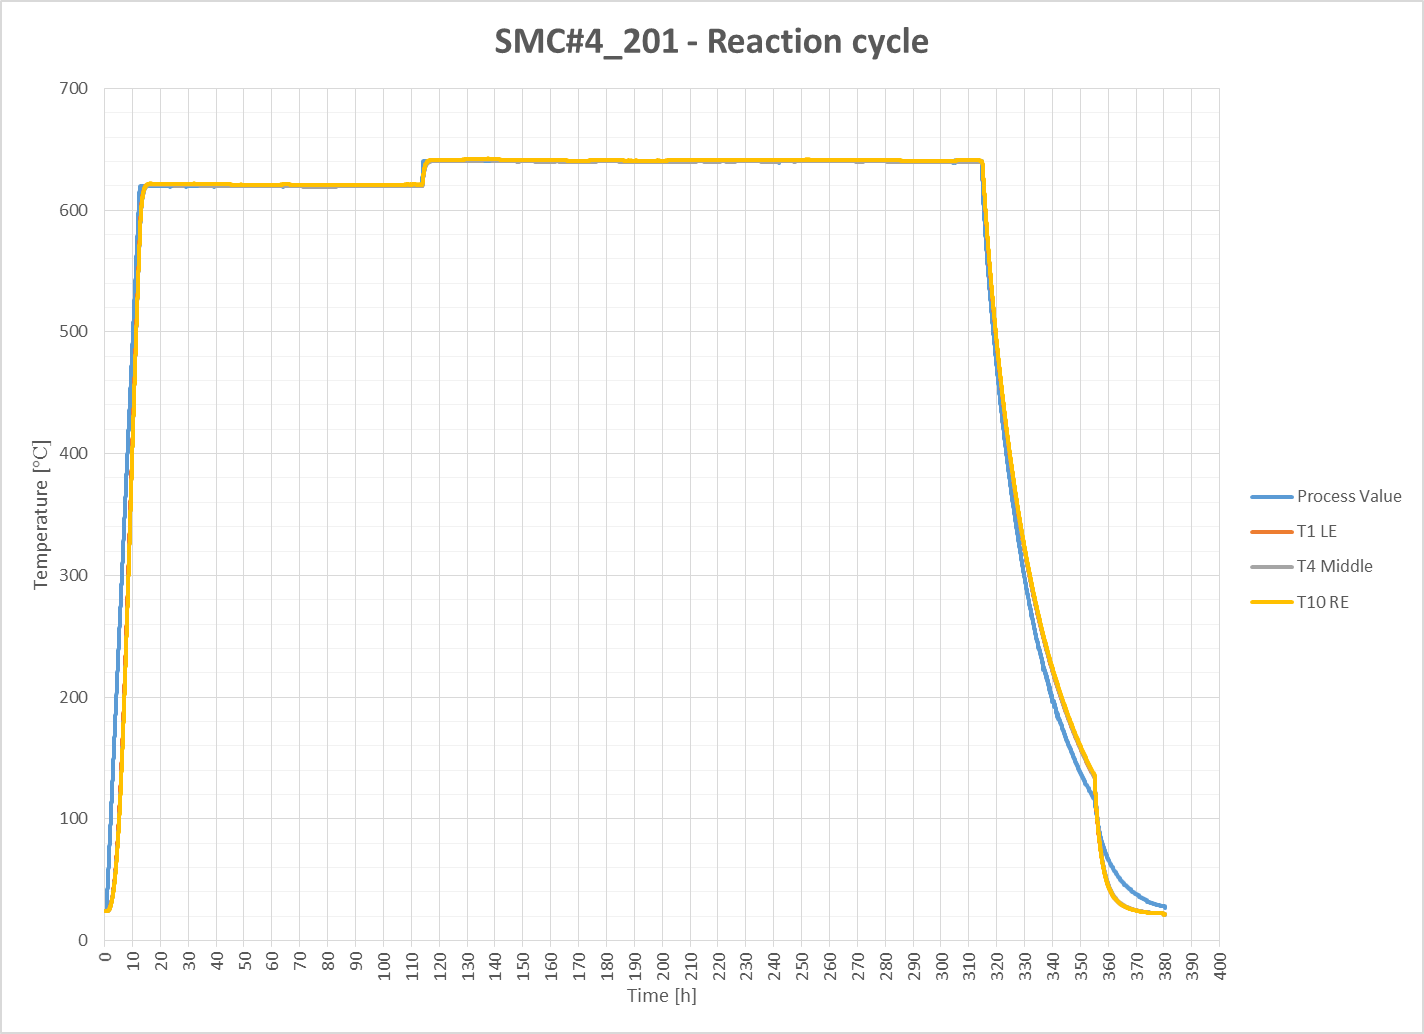 SMC#4_201 - Reaction cycle
700
600
500
400
300
200
100
0
Temperature [°C]
0 10 20 30 40 50 60 70 80 90 100 110 120 130 140 150 160 170 180 190 200 210 220 230 240 250 260 270 280 290 300 310 320 330 340 350 360 370 380 390 400
Time [h]
Process Value
T1 LE
T4 Middle
T10 RE